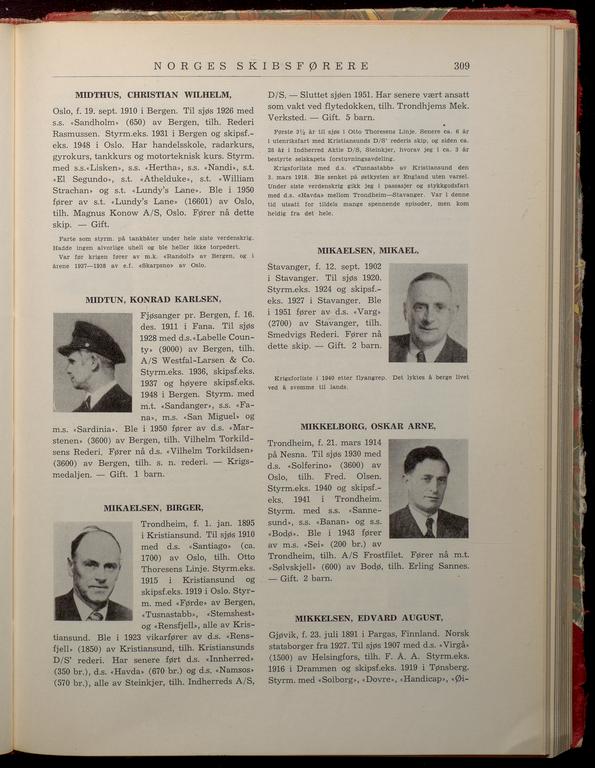 NORGES SKIBSFØRERE 309
MIDTHUS, CHRISTIAN WILHELM,
Oslo, f. 19. sept. 1910 i Bergen. Til sjøs 1926 med
s.s. «Sandholm» (650) av Bergen, tilh. Rederi
Rasmussen. Styrm.eks. 1931 i Bergen og skipsf.-
eks. 1948 i Oslo. Har handelsskole, radarkurs,
gyrokurs, tankkurs og motorteknisk kurs. Styrm.
med s.s.«Lisken», s.s. «Hertha», s.s. «Nandi», s.t.
«El Segundo», s.t. «Athelduke», s.t. «William
Strachan» og s.t. «Lundy's Lane». Ble i 1950
fører av s.t. «Lundy's Lane» (16601) av Oslo,
tilh. Magnus Konow A/S, Oslo. Fører nå dette
skip. — Gift.
Farte som styrm. på tankbåter under hele siste verdenskrig.
Hadde ingen alvorlige uhell og ble heller ikke torpedert.
Var før krigen fører av m.k. «Randolf» av Bergen, og i
årene 1937—1938 av e.f. «Skarpsno» av Oslo.
MIDTUN, KONRAD KARLSEN,
Fjøsanger pr. Bergen, f. 16.
des. 1911 i Fana. Til sjøs
1928 med d.s.«Labelle Coun-
ty» (9000) av Bergen, tilh.
A/S Westfal-Larsen & Co.
Styrm.eks. 1936, skipsf.eks.
1937 og høyere skipsf.eks.
1948 i Bergen. Styrm. med
m.t. «Sandanger», s.s. «Fa-
na», m.s. «San Miguel» og
m.s. «Sardinia». Ble i 1950 fører av d.s. «Mar-
stenen» (3600) av Bergen, tilh. Vilhelm Torkild-
sens Rederi. Fører nå d.s. «Vilhelm Torkildsen»
(3600) av Bergen, tilh. s. n. rederi. — Krigs-
medaljen. — Gift. 1 barn.
MIKAELSEN, BIRGER,
Trondheim, f. 1. jan. 1895
i Kristiansund. Til sjøs 1910
med d.s. «Santiago» (ca.
1700) av Oslo, tilh. Otto
Thoresens Linje. Styrm.eks.
1915 i Kristiansund og
skipsf.eks. 1919 i Oslo. Styr-
m. med «Førde» av Bergen,
«Tusnastabb», «Stemshest»
og «Rensfjell», alle av Kris-
tiansund. Ble i 1923 vikarfører av d.s. «Rens-
fjell» (1850) av Kristiansund, tilh. Kristiansunds
D/S' rederi. Har senere ført d.s. «Innherred»
(350 br.), d.s. «Havda» (670 br.) og d.s. «Namsos»
(570 br.), alle av Steinkjer, tilh. Indherreds A/S,
D/S, — Sluttet sjøen 1951. Har senere vært ansatt
som vakt ved flytedokken, tilh. Trondhjems Mek.
Verksted. — Gift. 5 barn.
Første 3½ år til sjøs i Otto Thoresens Linje. Senere ca. 6 år
i utenriksfart med Kristiansunds D/S' rederis skip, og siden ca.
28 år i Indherred Aktie D/S, Steinkjer, hvorav jeg i ca. 3 år
bestyrte selskapets forstuvningsavdeling.
Krigsforliste med d.s. «Tusnastabb» av Kristiansund den
3. mars 1918. Ble senket på østkysten av England uten varsel.
Under siste verdenskrig gikk jeg i passasjer og stykkgodsfart
med d.s. «Havda» mellom Trondheim—Stavanger. Var i denne
tid utsatt for tildels mange spennende episoder, men kom
heldig fra det hele.
MIKAELSEN, MIKAEL,
Stavanger, f. 12. sept. 1902
i Stavanger. Til sjøs 1920.
Styrm.eks. 1924 og skipsf.-
eks. 1927 i Stavanger. Ble
i 1951 fører av d.s. «Varg»
(2700) av Stavanger, tilh.
Smedvigs Rederi. Fører nå
dette skip. — Gift. 2 barn.
Krigsforliste i 1940 etter flyangrep. Det lyktes å berge livet
ved å svømme til lands.
MIKKELBORG, OSKAR ARNE,
Trondheim, f. 21. mars 1914
på Nesna. Til sjøs 1930 med
d.s. «Solferino» (3600) av
Oslo, tilh. Fred. Olsen.
Styrm.eks. 1940 og skipsf.-
eks. 1941 i Trondheim.
Styrm. med s.s. «Sanne-
sund», s.s. «Banan» og s.s.
«Bodø». Ble i 1943 fører
av m.s. «Sei» (200 br.) av
Trondheim, tilh. A/S Frostfilet. Fører nå m.t.
«Sølvskjell» (600) av Bodø, tilh. Erling Sannes.
— Gift. 2 barn.
MIKKELSEN, EDVARD AUGUST,
Gjøvik, f. 23. juli 1891 i Pargas, Finnland. Norsk
statsborger fra 1927. Til sjøs 1907 med d.s. «Virgå»
(1500) av Helsingfors, tilh. F. Å. A. Styrm.eks.
1916 i Drammen og skipsf.eks. 1919 i Tønsberg.
Styrm. med «Solborg», «Dovre», «Handicap», «Øi-